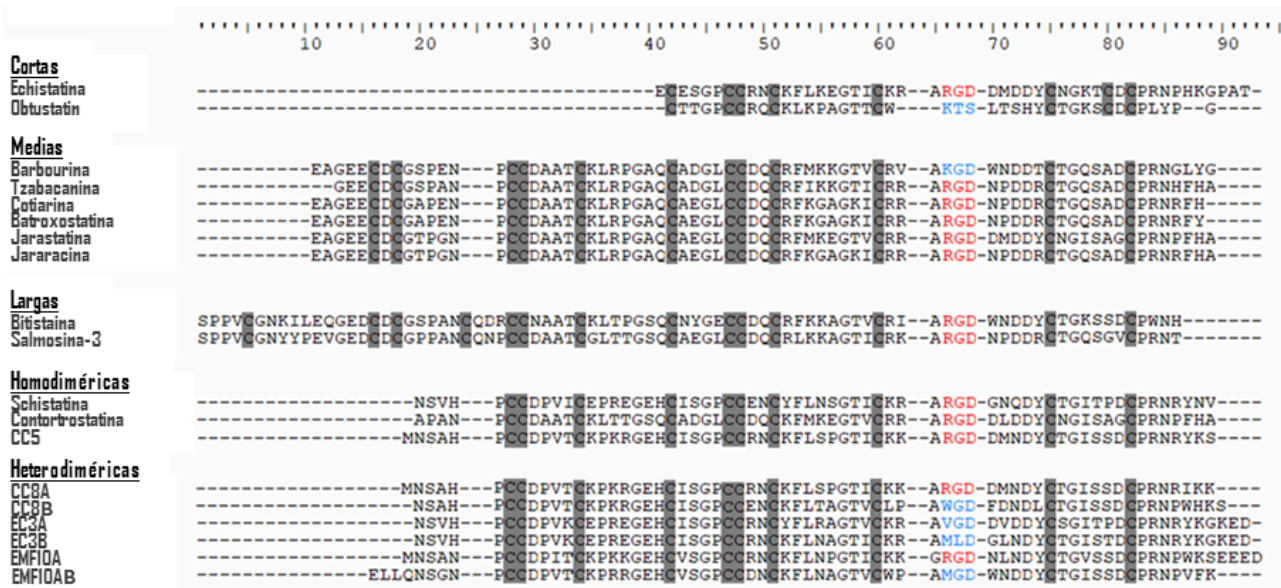 10 20 30 40 50 60 70 80 90
Cortas
Echistatina ----------------------------------------ECESGPCCRNCKFLKEGTICKR--ARGD-DMDDYCNGKTCDCPRNPHKGPAT-
Obtustatin -----------------------------------------CTTGPCCRQCKLKPAGTTCW----KTS-LTSHYCTGKSCDCPLYP--G----
Medias
Barbourina ----------EAGEECDCGSPEN---PCCDAATCKLRPGAQCADGLCCDQCRFMKKGTVCRV--AKGD-WNDDTCTGQSADCPRNGLYG----
Tzabacanina ------------GEECDCGSPAN---PCCDAATCKLRPGAQCADGLCCDQCRFIKKGTICRR--ARGD-NPDDRCTGQSADCPRNHFHA----
Cotiarina ----------EAGEECDCGAPEN---PCCDAATCKLRPGAQCAEGLCCDQCRFKGAGKICRR--ARGD-NPDDRCTGQSADCPRNRFH-----
Batroxostatina ----------EAGEECDCGAPEN---PCCDAATCKLRPGAQCAEGLCCDQCRFKGAGKICRR--ARGD-NPDDRCTGQSADCPRNRFY-----
Jarastatina ----------EAGEECDCGTPGN---PCCDAATCKLRPGAQCAEGLCCDQCRFMKEGTVCRR--ARGD-DMDDYCNGISAGCPRNPFHA----
Jararacina ----------EAGEECDCGTPGN---PCCDAATCKLRPGAQCAEGLCCDQCRFKGAGKICRR--ARGD-NPDDRCTGQSADCPRNRFHA----
Largas
Bitistaina SPPVCGNKILEQGEDCDCGSPANCQDRCCNAATCKLTPGSQCNYGECCDQCRFKKAGTVCRI--ARGD-WNDDYCTGKSSDCPWNH-------
Salmosina-3 SPPVCGNYYPEVGEDCDCGPPANCQNPCCDAATCGLTTGSQCAEGLCCDQCRLKKAGTICRK--ARGD-NPDDRCTGQSGVCPRNT-------
Homodiméricas
Schistatina -------------------NSVH---PCCDPVICEPREGEHCISGPCCENCYFLNSGTICKR--ARGD-GNQDYCTGITPDCPRNRYNV----
Contortrostatina -------------------APAN---PCCDAATCKLTTGSQCADGLCCDQCKFMKEGTVCRR--ARGD-DLDDYCNGISAGCPRNPFHA----
CC5 ------------------MNSAH---PCCDPVTCKPKRGEHCISGPCCRNCKFLSPGTICKK--ARGD-DMNDYCTGISSDCPRNRYKS----
Heterodiméricas
CC8A ------------------MNSAH---PCCDPVTCKPKRGEHCISGPCCRNCKFLSPGTICKK--ARGD-DMNDYCTGISSDCPRNRIKK----
CC8B -------------------NSAH---PCCDPVTCKPKRGEHCISGPCCRNCKFLTAGTVCLP--AWGD-FDNDLCTGISSDCPRNPWHKS---
EC3A -------------------NSVH---PCCDPVKCEPREGEHCISGPCCRNCYFLRAGTVCKR--AVGD-DVDDYCSGITPDCPRNRYKGKED-
EC3B -------------------NSVH---PCCDPVKCEPREGEHCISGPCCRNCKFLNAGTICKR--AMLD-GLNDYCTGISTDCPRNRYKGKED-
EMF10A ------------------MNSAN---PCCDPITCKPKKGEHCVSGPCCRNCKFLNPGTICKK--GRGD-NLNDYCTGVSSDCPRNPWKSEEED
EMF10AB ---------------ELLQNSGN---PCCDPVTCKPRRGEHCVSGPCCDNCKFLNAGTVCWP--AMGD-WNDDYCTGISSDCPRNPVFK----